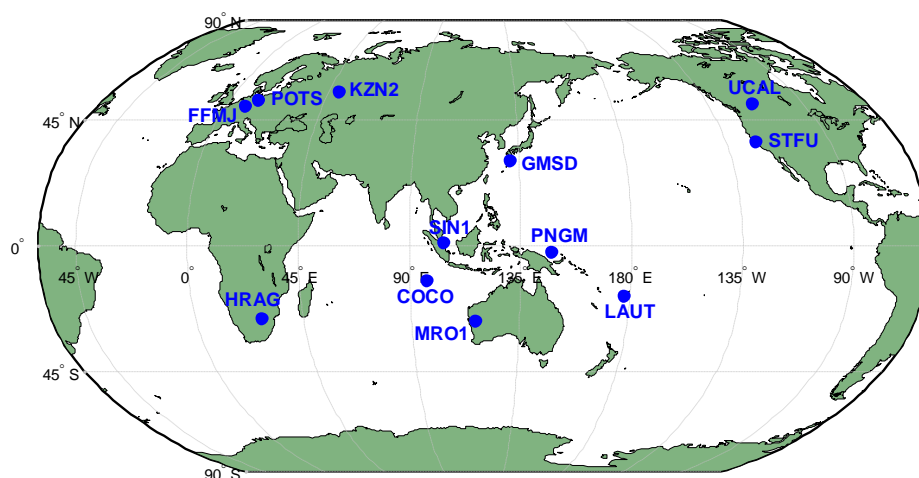 90° N
UCAL
KZN2
POTS
FFMJ
45° N
STFU
GMSD
SIN1
PNGM
0°
45° W
0
45° E
90° E
135° E
180° E
135° W
90° W
HRAG
COCO
LAUT
MRO1
45° S
90° S